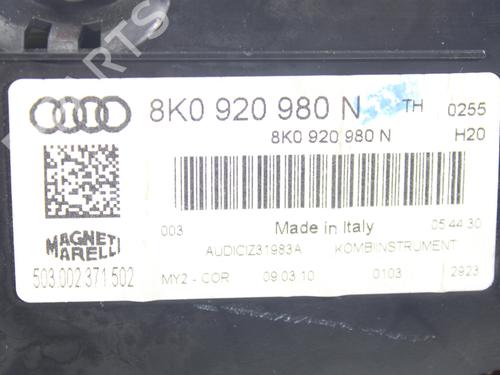 8K0 920 980 N TH 0255
8K0 920 980 N H20
003 Made in Italy 05 44 30
AUDICIZ31983A KOMBIINSTRUMENT
MAGNETI
MARELLI
503.002.371.502
MY2 - COR 09.03.10 0103 2923
PARTS